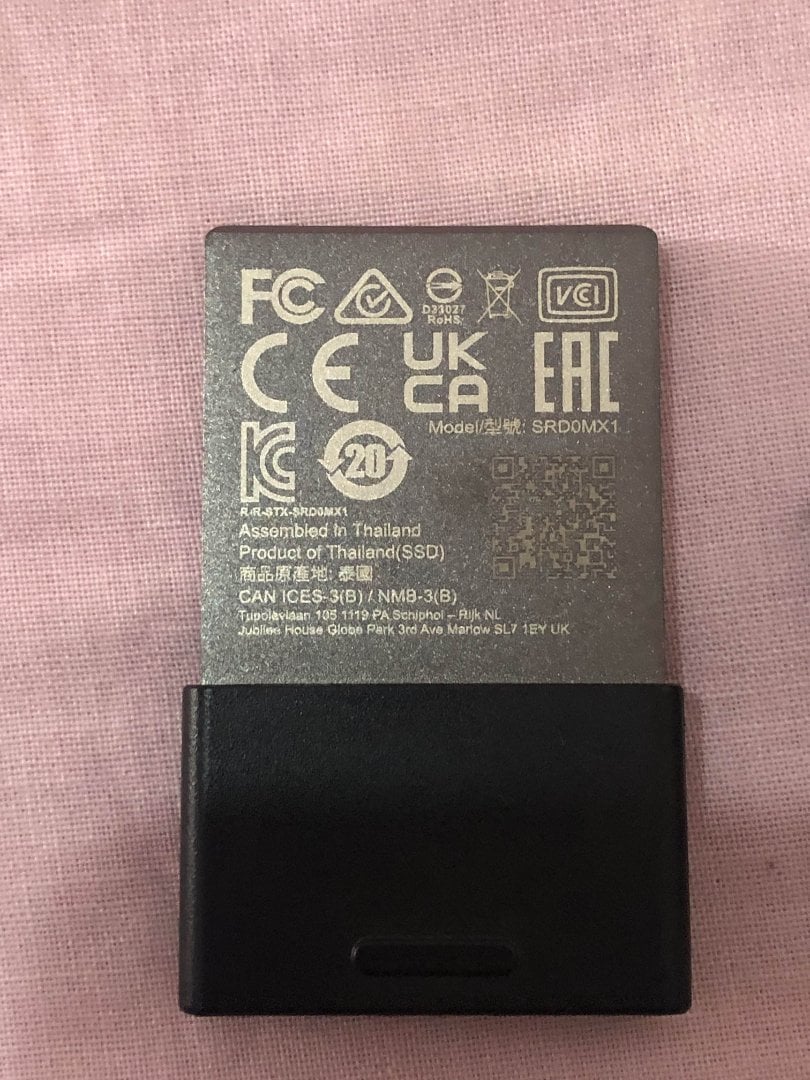 FC
D33027
RoHS
VCI
CE
UK
CA
EAC
Model/型號: SRD0MX1
20
R-R-STX-SRD0MX1
Assembled in Thailand
Product of Thailand(SSD)
商品原產地: 泰國
CAN ICES-3(B) / NMB-3(B)
Tupolevlaan 105 1119 PA Schiphol – Rijk NL
Jubilee House Globe Park 3rd Ave Marlow SL7 1EY UK